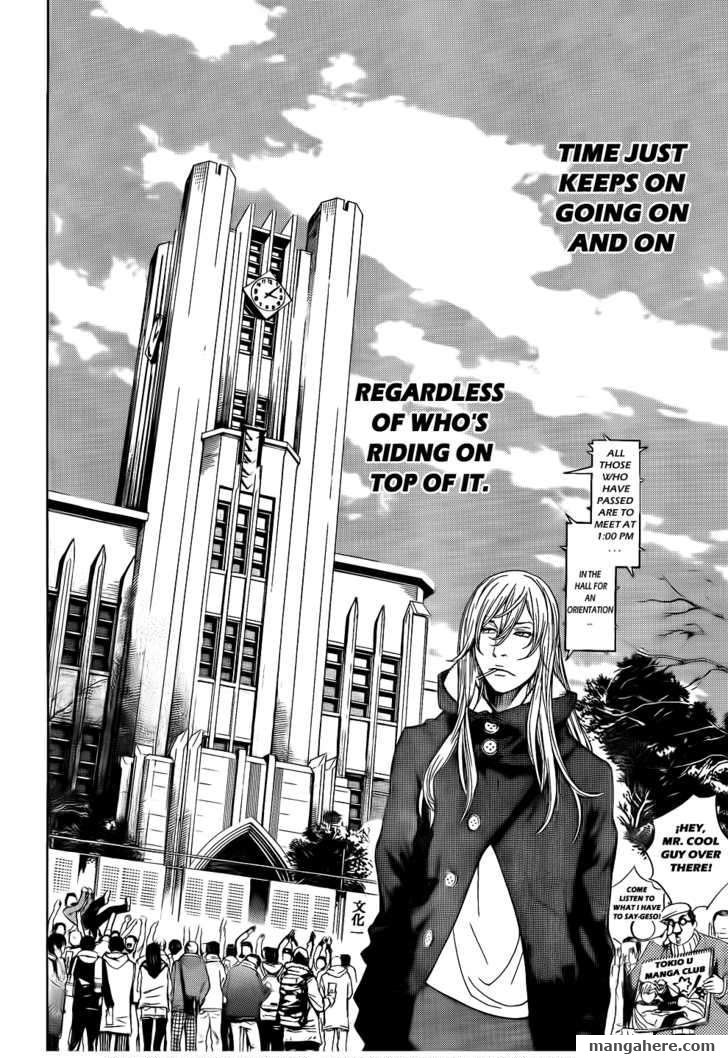 TIME JUST
KEEPS ON
GOING ON
AND ON
REGARDLESS
OF WHO'S
RIDING ON
TOP OF IT.
ALL
THOSE
WHO
HAVE
PASSED
ARE TO
MEET AT
1:00 PM
...
IN THE
HALL FOR
AN
ORIENTATION
...
¡HEY,
MR. COOL
GUY OVER
THERE!
COME
LISTEN TO
WHAT I HAVE
TO SAY-GESO!
TOKIO U
MANGA CLUB
文化一
mangahere.com